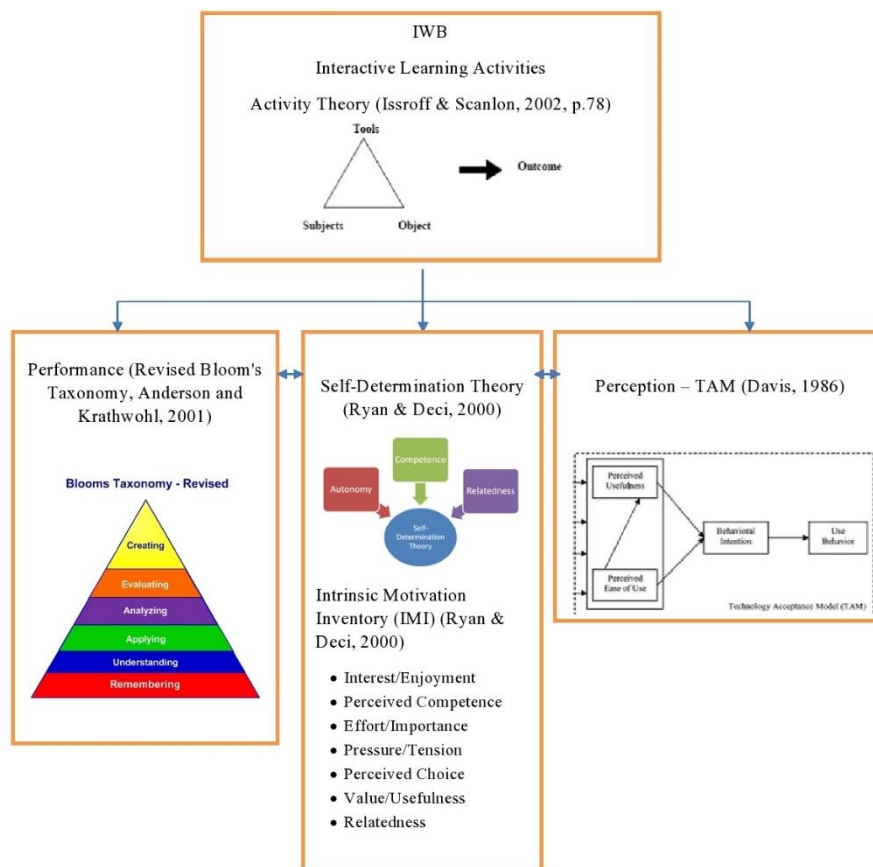 IWB
Interactive Learning Activities
Activity Theory (Issroff & Scanlon, 2002, p.78)
Tools
Outcome
Subjects
Object
Performance (Revised Bloom's
Taxonomy, Anderson and
Krathwohl, 2001)
Blooms Taxonomy - Revised
Creating
Evaluating
Analyzing
Applying
Understanding
Remembering
Self-Determination Theory
(Ryan & Deci, 2000)
Competence
Autonomy
Relatedness
Self-
Determination
Theory
Intrinsic Motivation
Inventory (IMI) (Ryan &
Deci, 2000)
• Interest/Enjoyment
• Perceived Competence
• Effort/Importance
• Pressure/Tension
• Perceived Choice
• Value/Usefulness
• Relatedness
Perception – TAM (Davis, 1986)
Perceived
Usefulness
Behavioral
Intention
Use
Behavior
Perceived
Ease of Use
Technology Acceptance Model (TAM)